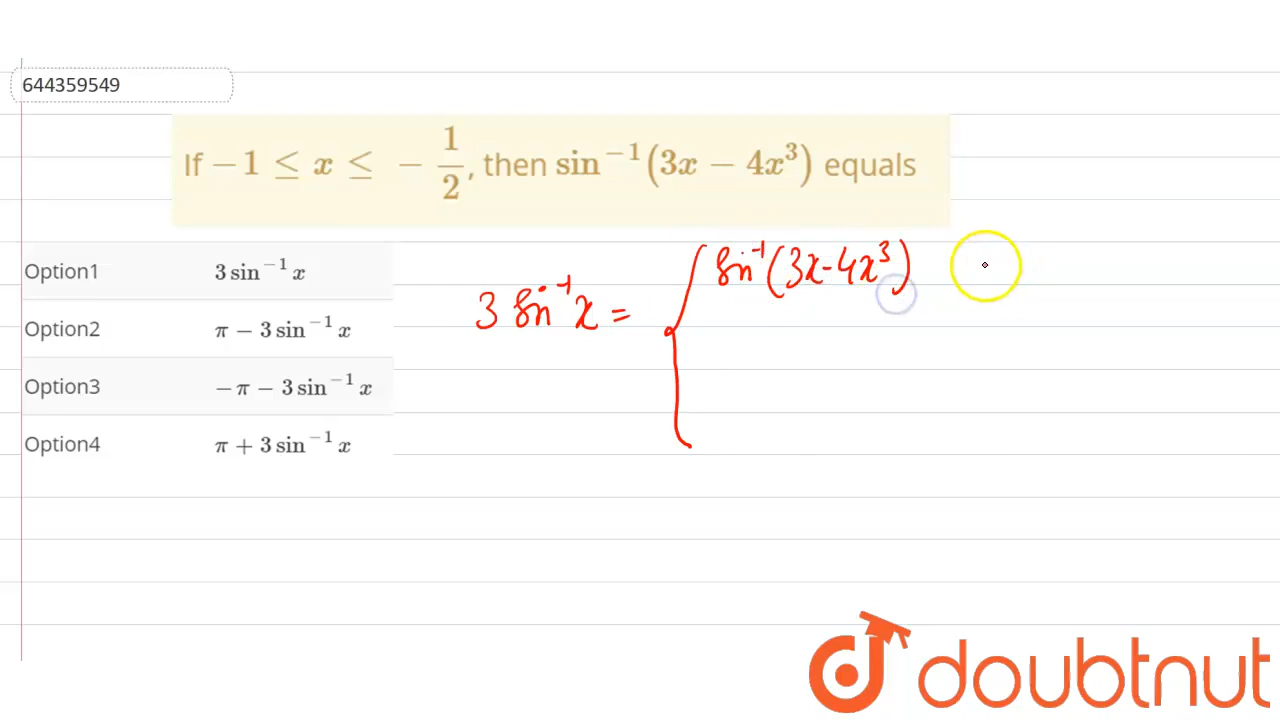 644359549
If −1 ≤ x ≤ −1/2, then sin⁻¹(3x − 4x³) equals
Option1 3 sin⁻¹ x
Option2 π − 3 sin⁻¹ x
Option3 −π − 3 sin⁻¹ x
Option4 π + 3 sin⁻¹ x
3 sin⁻¹ x = { sin⁻¹(3x-4x³)
doubtnut